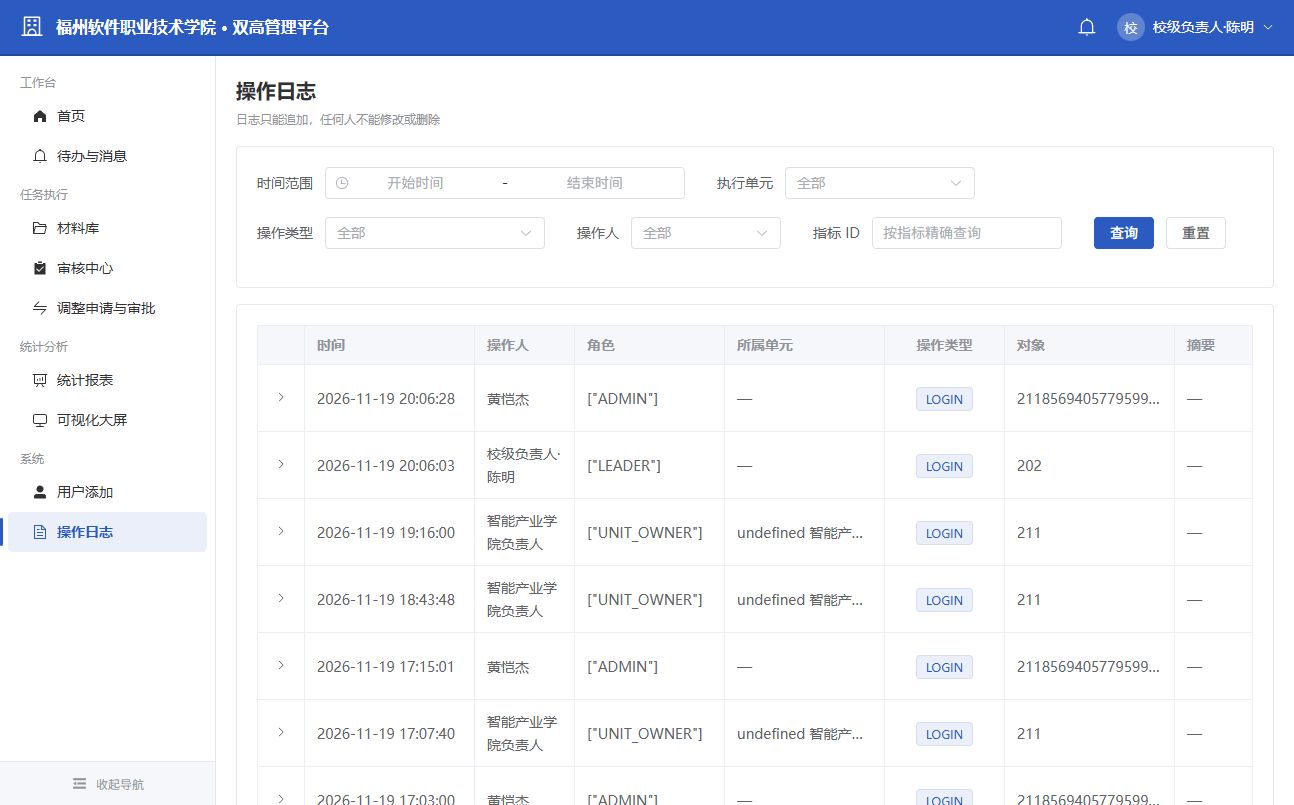 福州软件职业技术学院 • 双高管理平台
校 校级负责人·陈明
工作台
首页
待办与消息
任务执行
材料库
审核中心
调整申请与审批
统计分析
统计报表
可视化大屏
系统
用户添加
操作日志
收起导航
操作日志
日志只能追加，任何人不能修改或删除
时间范围 开始时间 - 结束时间 执行单元 全部
操作类型 全部 操作人 全部 指标 ID 按指标精确查询 查询 重置
时间 操作人 角色 所属单元 操作类型 对象 摘要
2026-11-19 20:06:28 黄恺杰 ["ADMIN"] — LOGIN 2118569405779599... —
2026-11-19 20:06:03 校级负责人·陈明 ["LEADER"] — LOGIN 202 —
2026-11-19 19:16:00 智能产业学院负责人 ["UNIT_OWNER"] undefined 智能产... LOGIN 211 —
2026-11-19 18:43:48 智能产业学院负责人 ["UNIT_OWNER"] undefined 智能产... LOGIN 211 —
2026-11-19 17:15:01 黄恺杰 ["ADMIN"] — LOGIN 2118569405779599... —
2026-11-19 17:07:40 智能产业学院负责人 ["UNIT_OWNER"] undefined 智能产... LOGIN 211 —
2026-11-19 17:03:00 黄恺杰 ["ADMIN"] — LOGIN 2118569405779599... —